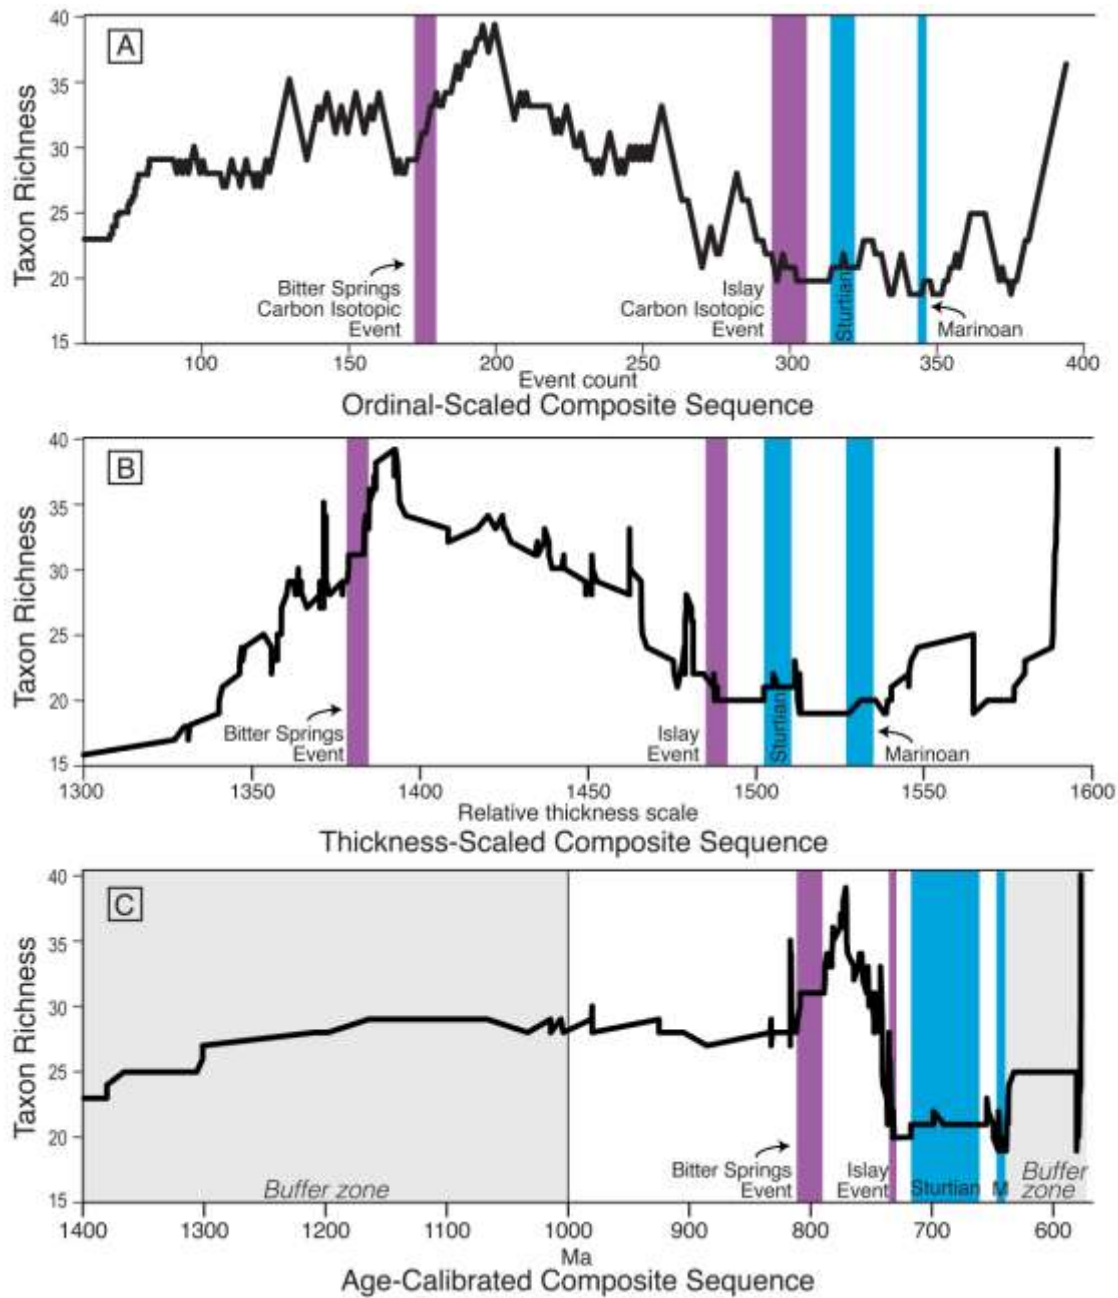 A
Taxon Richness
40
35
30
25
20
15
Bitter Springs
Carbon Isotopic
Event
Islay
Carbon Isotopic
Event
Sturtian
Marinoan
100
150
200
250
300
350
400
Event count
Ordinal-Scaled Composite Sequence
B
Taxon Richness
40
35
30
25
20
15
Bitter Springs
Event
Islay
Event
Sturtian
Marinoan
1300
1350
1400
1450
1500
1550
1600
Relative thickness scale
Thickness-Scaled Composite Sequence
C
Taxon Richness
40
35
30
25
20
15
Buffer zone
Bitter Springs
Event
Islay
Event
Sturtian
M
Buffer
zone
1400
1300
1200
1100
1000
900
800
700
600
Ma
Age-Calibrated Composite Sequence